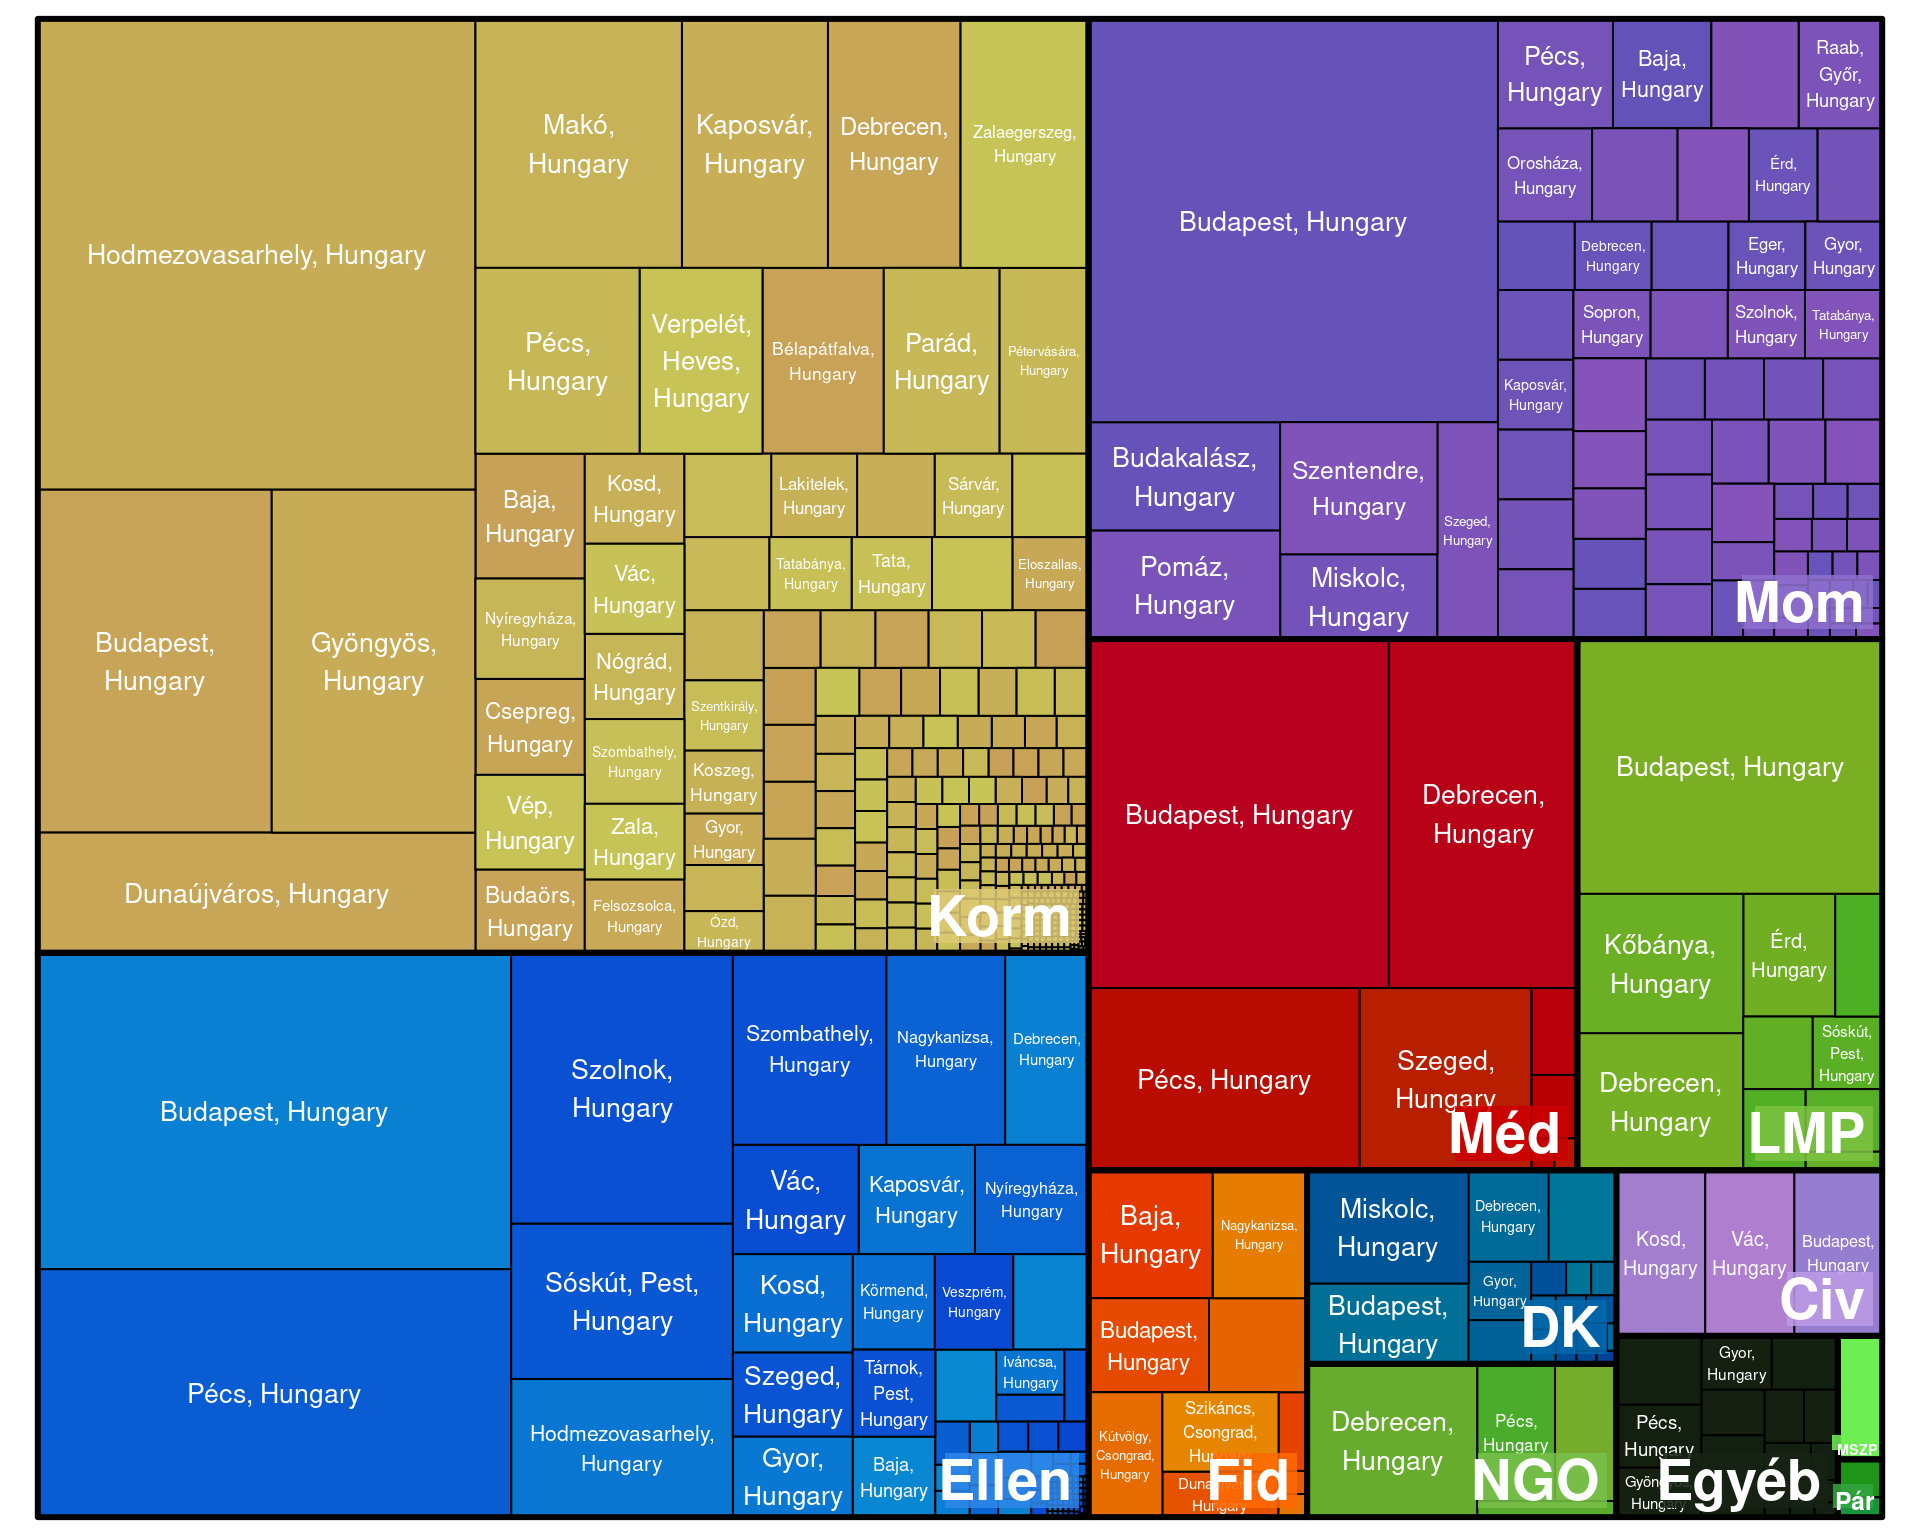 Hodmezovasarhely, Hungary
Makó,
Hungary
Kaposvár,
Hungary
Debrecen,
Hungary
Zalaegerszeg,
Hungary
Pécs,
Hungary
Verpelét,
Heves,
Hungary
Bélapátfalva,
Hungary
Parád,
Hungary
Pétervására,
Hungary
Budapest,
Hungary
Gyöngyös,
Hungary
Dunaújváros, Hungary
Baja,
Hungary
Nyíregyháza,
Hungary
Csepreg,
Hungary
Vép,
Hungary
Budaörs,
Hungary
Kosd,
Hungary
Vác,
Hungary
Nógrád,
Hungary
Szombathely,
Hungary
Zala,
Hungary
Felsozsolca,
Hungary
Lakitelek,
Hungary
Sárvár,
Hungary
Tatabánya,
Hungary
Tata,
Hungary
Eloszallas,
Hungary
Szentkirály,
Hungary
Koszeg,
Hungary
Gyor,
Hungary
Ózd,
Hungary
Korm
Budapest, Hungary
Budakalász,
Hungary
Pomáz,
Hungary
Szentendre,
Hungary
Miskolc,
Hungary
Szeged,
Hungary
Pécs,
Hungary
Baja,
Hungary
Raab,
Győr,
Hungary
Orosháza,
Hungary
Érd,
Hungary
Debrecen,
Hungary
Eger,
Hungary
Gyor,
Hungary
Sopron,
Hungary
Szolnok,
Hungary
Tatabánya,
Hungary
Kaposvár,
Hungary
Mom
Budapest, Hungary
Pécs, Hungary
Szolnok,
Hungary
Sóskút, Pest,
Hungary
Hodmezovasarhely,
Hungary
Szombathely,
Hungary
Nagykanizsa,
Hungary
Debrecen,
Hungary
Vác,
Hungary
Kaposvár,
Hungary
Nyíregyháza,
Hungary
Kosd,
Hungary
Körmend,
Hungary
Veszprém,
Hungary
Szeged,
Hungary
Tárnok,
Pest,
Hungary
Iváncsa,
Hungary
Gyor,
Hungary
Baja,
Hungary
Ellen
Budapest, Hungary
Debrecen,
Hungary
Pécs, Hungary
Szeged,
Hungary
Méd
Budapest, Hungary
Kőbánya,
Hungary
Érd,
Hungary
Debrecen,
Hungary
Sóskút,
Pest,
Hungary
LMP
Baja,
Hungary
Nagykanizsa,
Hungary
Budapest,
Hungary
Kútvölgy,
Csongrad,
Hungary
Szikáncs,
Csongrad,
Hungary
Hungary
Fid
Miskolc,
Hungary
Debrecen,
Hungary
Budapest,
Hungary
Gyor,
Hungary
DK
Debrecen,
Hungary
Pécs,
Hungary
NGO
Kosd,
Hungary
Vác,
Hungary
Budapest,
Hungary
Civ
Gyor,
Hungary
Pécs,
Hungary
Hungary
Egyéb
MSZP
Pár